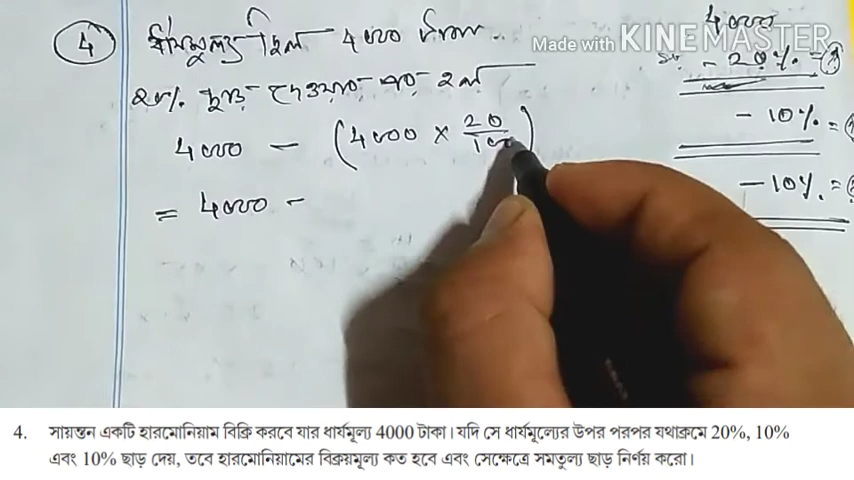 4 ধার্যমূল্য ছিল 4000 টাকা
20% ছাড় দেওয়ার পর হল
4000 - (4000 × 20/100)
= 4000 -
Made with KINEMASTER
4000
- 20% =
- 10% =
- 10% =
4. সায়ন্তন একটি হারমোনিয়াম বিক্রি করবে যার ধার্যমূল্য 4000 টাকা। যদি সে ধার্যমূল্যের উপর পরপর যথাক্রমে 20%, 10%
এবং 10% ছাড় দেয়, তবে হারমোনিয়ামের বিক্রয়মূল্য কত হবে এবং সেক্ষেত্রে সমতুল্য ছাড় নির্ণয় করো।